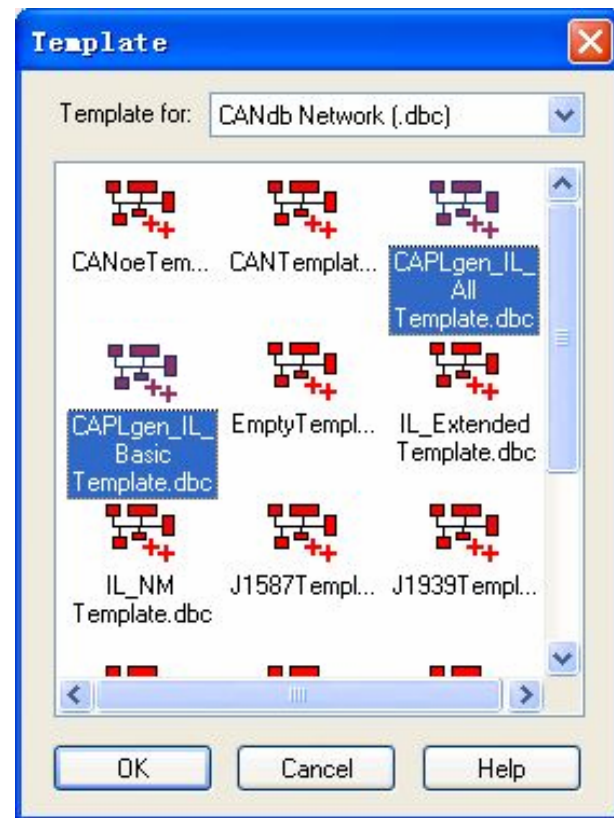 Template
Template for: CANdb Network (.dbc)
CANoeTem... CANTemplat... CAPLgen_IL_
All
Template.dbc
CAPLgen_IL_
Basic
Template.dbc
EmptyTempl... IL_Extended
Template.dbc
IL_NM
Template.dbc
J1587Templ... J1939Templ...
OK Cancel Help